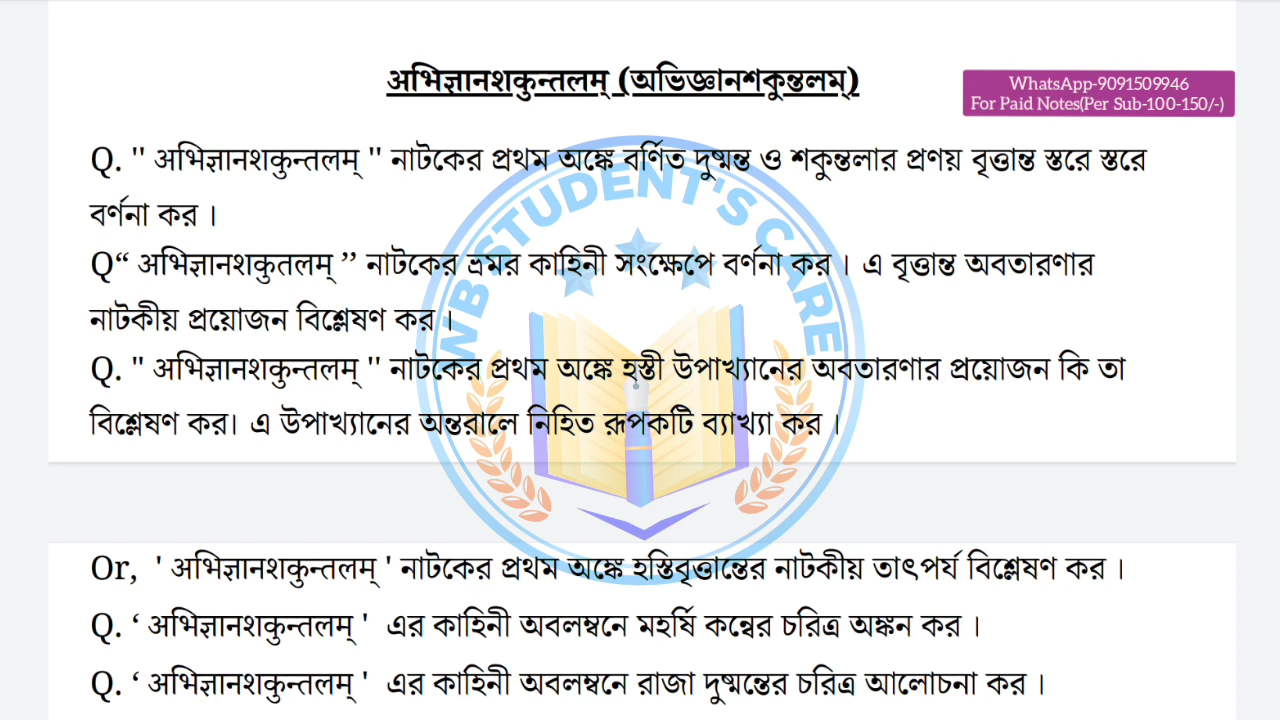 अभिज्ञानशकुन्तलम् (অভিজ্ঞানশকুন্তলম্)
WhatsApp-9091509946
For Paid Notes(Per Sub-100-150/-)
Q. " अभिज्ञानशकुन्तलम् " নাটকের প্রথম অঙ্কে বর্ণিত দুষ্মন্ত ও শকুন্তলার প্রণয় বৃত্তান্ত স্তরে স্তরে
বর্ণনা কর ।
Q“ अभिज्ञानशकुतलम् ” নাটকের ভ্রমর কাহিনী সংক্ষেপে বর্ণনা কর । এ বৃত্তান্ত অবতারণার
নাটকীয় প্রয়োজন বিশ্লেষণ কর ।
Q. " अभिज्ञानशकुन्तलम् " নাটকের প্রথম অঙ্কে হস্তী উপাখ্যানের অবতারণার প্রয়োজন কি তা
বিশ্লেষণ কর। এ উপাখ্যানের অন্তরালে নিহিত রূপকটি ব্যাখ্যা কর ।
Or, ' अभिज्ञानशकुन्तलम् ' নাটকের প্রথম অঙ্কে হস্তিবৃত্তান্তের নাটকীয় তাৎপর্য বিশ্লেষণ কর ।
Q. ‘ अभिज्ञानशकुन्तलम् ' এর কাহিনী অবলম্বনে মহর্ষি কন্বের চরিত্র অঙ্কন কর ।
Q. ‘ अभिज्ञानशकुन्तलम् ' এর কাহিনী অবলম্বনে রাজা দুষ্মন্তের চরিত্র আলোচনা কর ।
WB STUDENT'S CARE